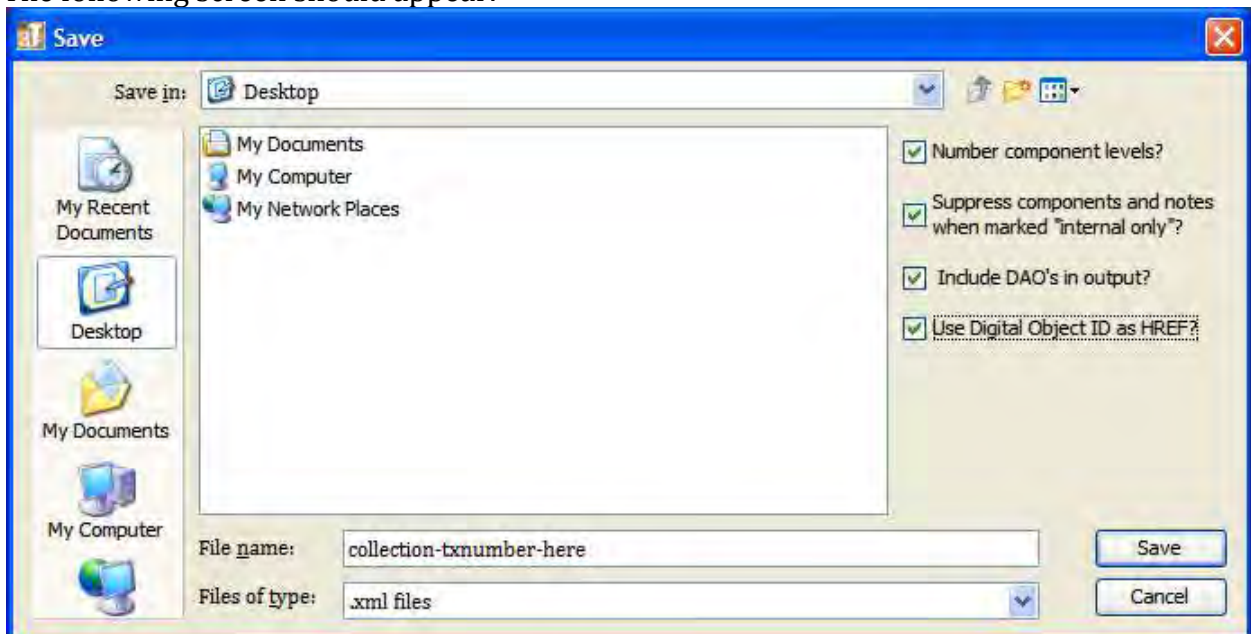 The following screen should appear:
Save
Save in: Desktop
My Documents
My Computer
My Network Places
My Recent
Documents
Desktop
My Documents
My Computer
Number component levels?
Suppress components and notes
when marked "internal only"?
Include DAO's in output?
Use Digital Object ID as HREF?
File name: collection-txnumber-here
Save
Files of type: .xml files
Cancel